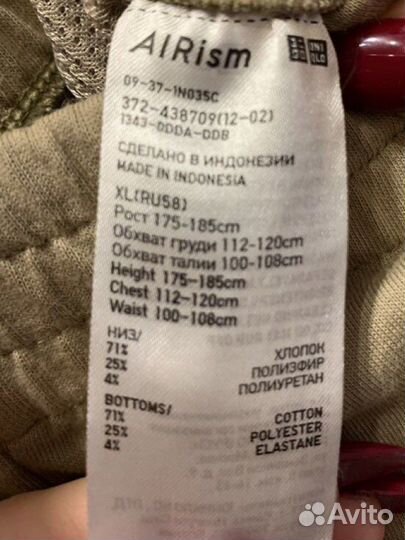 AIRism
UNI
QLO
09-37-1N035C
372-438709(12-02)
1343-DDDA-DDB
СДЕЛАНО В ИНДОНЕЗИИ
MADE IN INDONESIA
XL(RU58)
Рост 175-185cm
Обхват груди 112-120cm
Обхват талии 100-108cm
Height 175-185cm
Chest 112-120cm
Waist 100-108cm
НИЗ/
71% ХЛОПОК
25% ПОЛИЭФИР
4% ПОЛИУРЕТАН
BOTTOMS/
71% COTTON
25% POLYESTER
4% ELASTANE
Avito